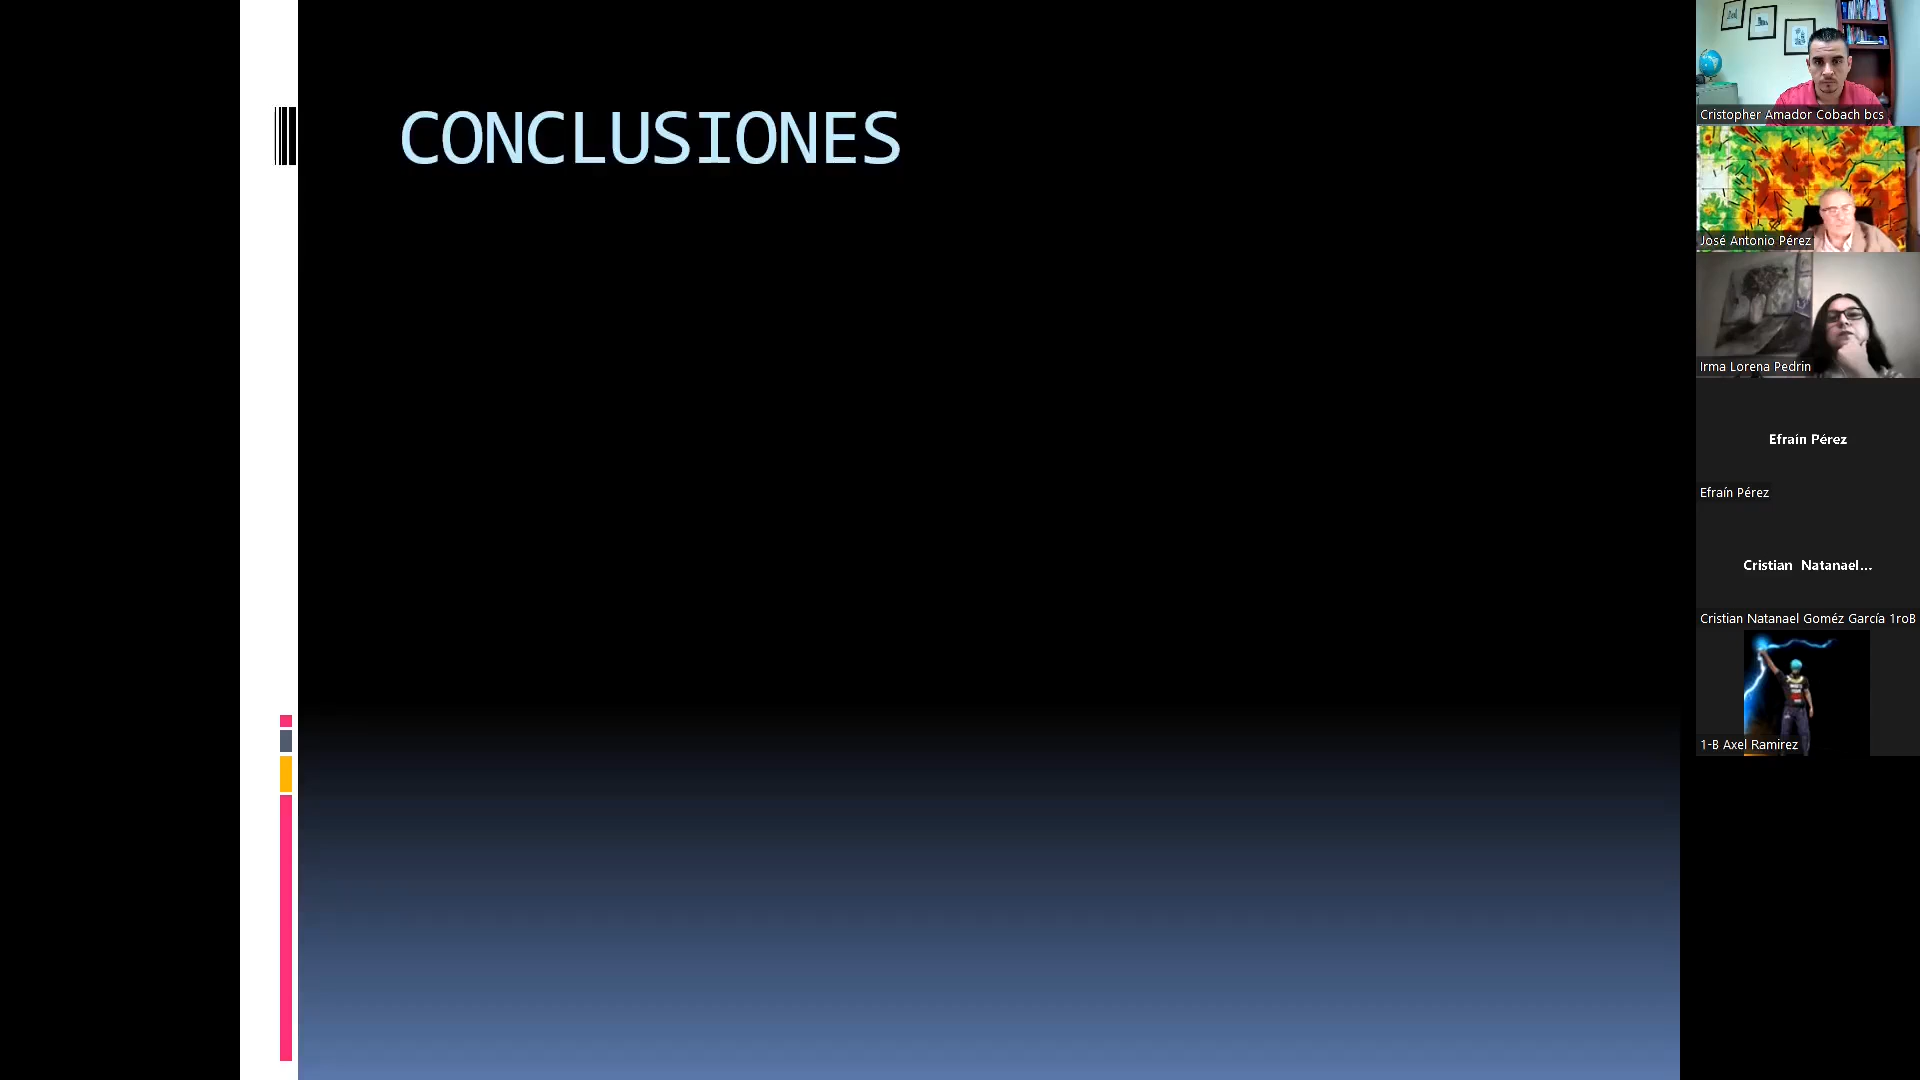 CONCLUSIONES
Cristopher Amador Cobach bcs
José Antonio Pérez
Irma Lorena Pedrin
Efraín Pérez
Efraín Pérez
Cristian Natanael...
Cristian Natanael Goméz García 1roB
1-B Axel Ramirez